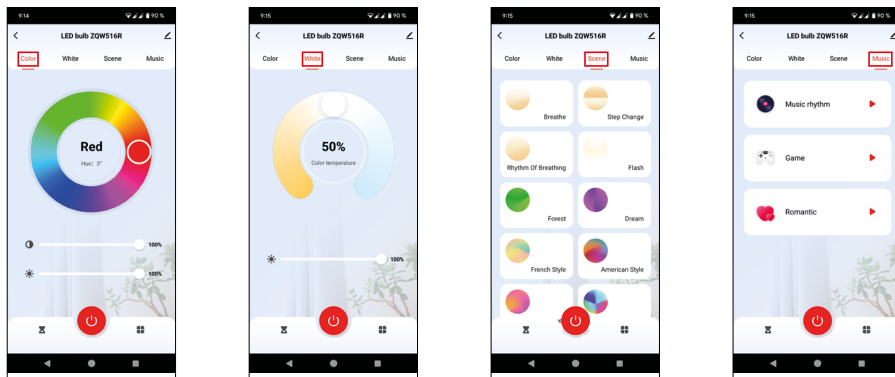 9:14
90 %
LED bulb ZQW516R
Color White Scene Music
Red
Hue: 0°
100%
100%
9:15
90 %
LED bulb ZQW516R
Color White Scene Music
50%
Color temperature
100%
9:15
90 %
LED bulb ZQW516R
Color White Scene Music
Breathe
Step Change
Rhythm Of Breathing
Flash
Forest
Dream
French Style
American Style
9:15
90 %
LED bulb ZQW516R
Color White Scene Music
Music rhythm
Game
Romantic